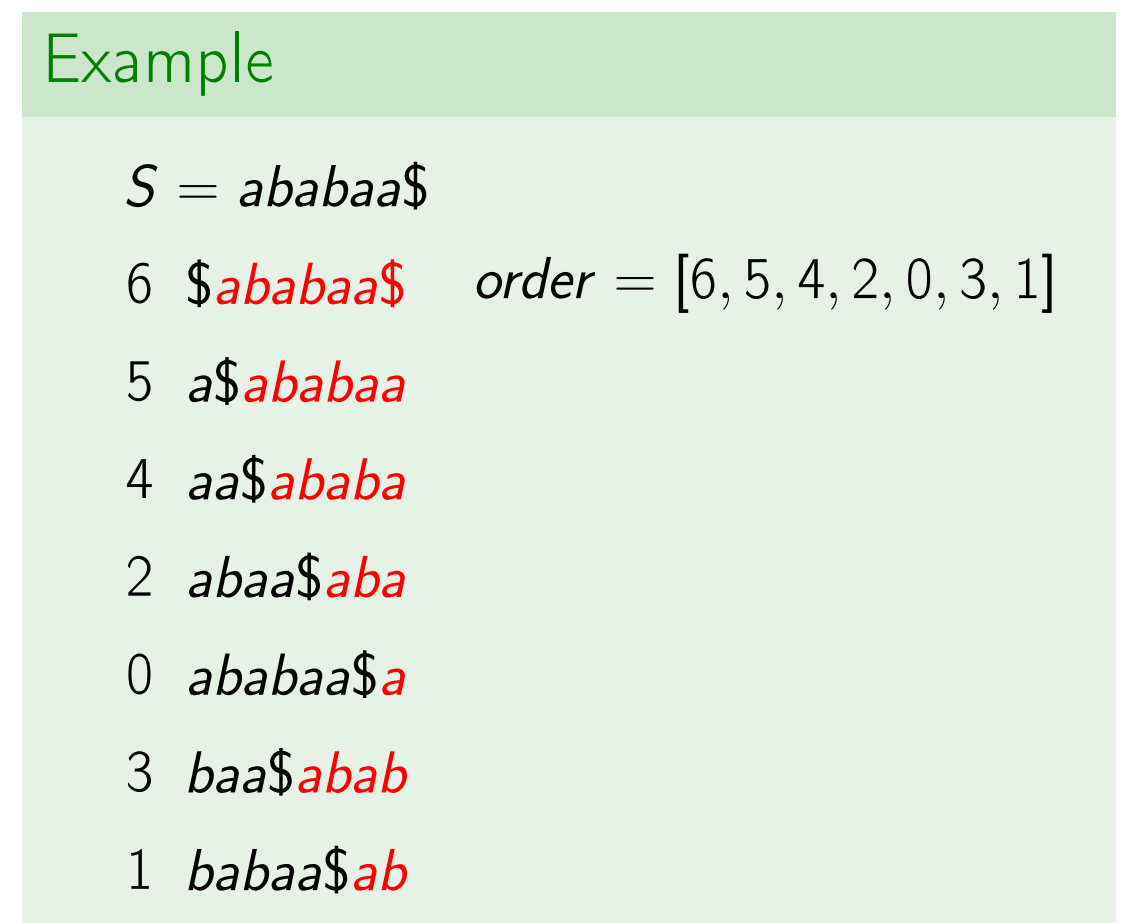 Example
S = ababaa$
6 $ababaa$ order = [6, 5, 4, 2, 0, 3, 1]
5 a$ababaa
4 aa$ababa
2 abaa$aba
0 ababaa$a
3 baa$abab
1 babaa$ab